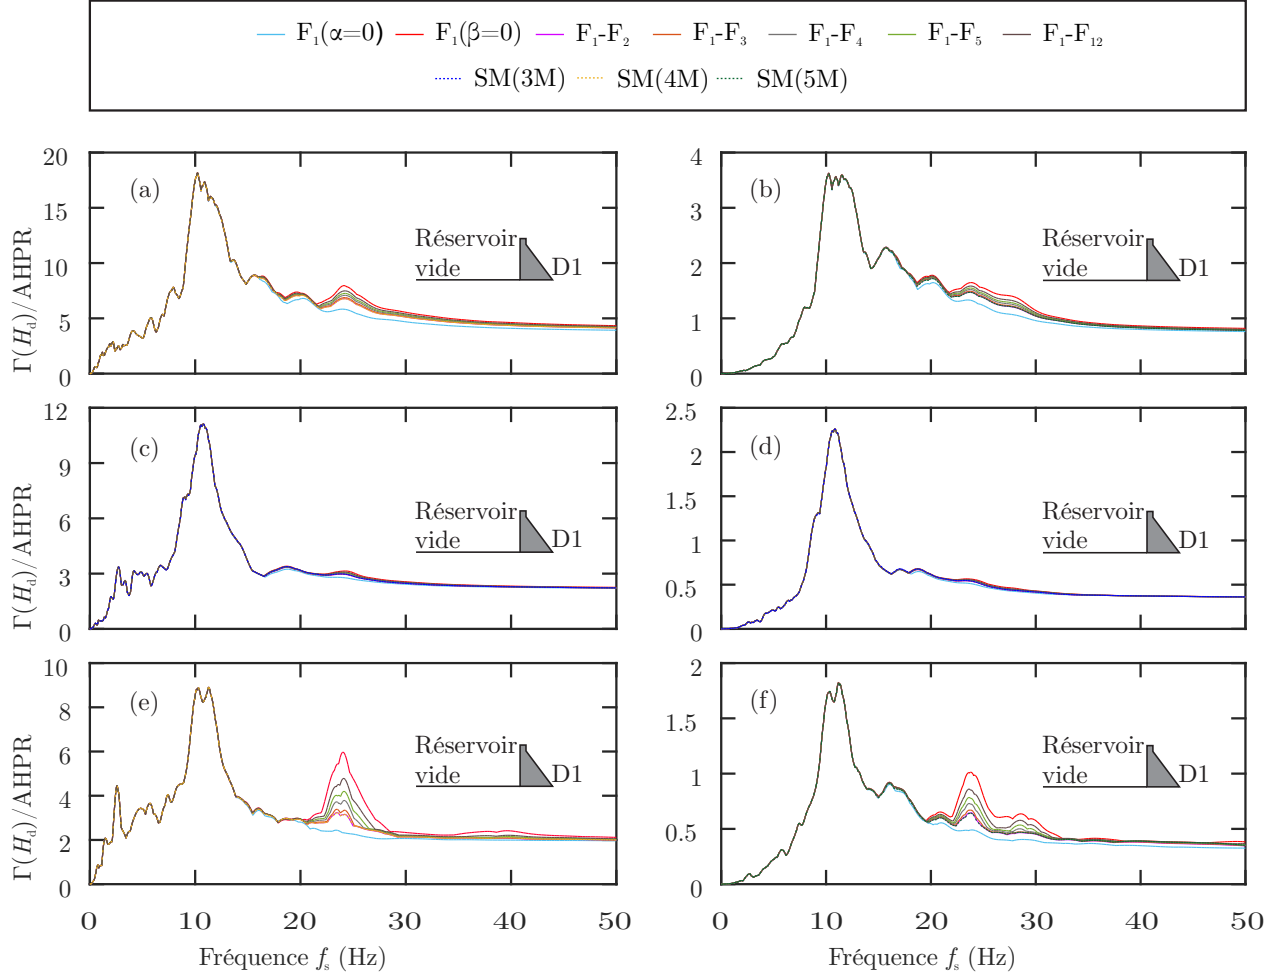 F₁(α=0) F₁(β=0) F₁-F₂ F₁-F₃ F₁-F₄ F₁-F₅ F₁-F₁₂
SM(3M) SM(4M) SM(5M)
20 4
(a) (b)
15 3
Réservoir Réservoir
vide D1 vide D1
10 2
5 1
0 0
Γ(H_d)/AHPR
12 2.5
(c) (d)
9 2
1.5
Réservoir Réservoir
vide D1 vide D1
6 1
3 0.5
0 0
Γ(H_d)/AHPR
10 2
(e) (f)
8 1.5
Réservoir Réservoir
vide D1 vide D1
6 1
4
2 0.5
0 0
Γ(H_d)/AHPR
0 10 20 30 40 50 0 10 20 30 40 50
Fréquence fₛ (Hz) Fréquence fₛ (Hz)